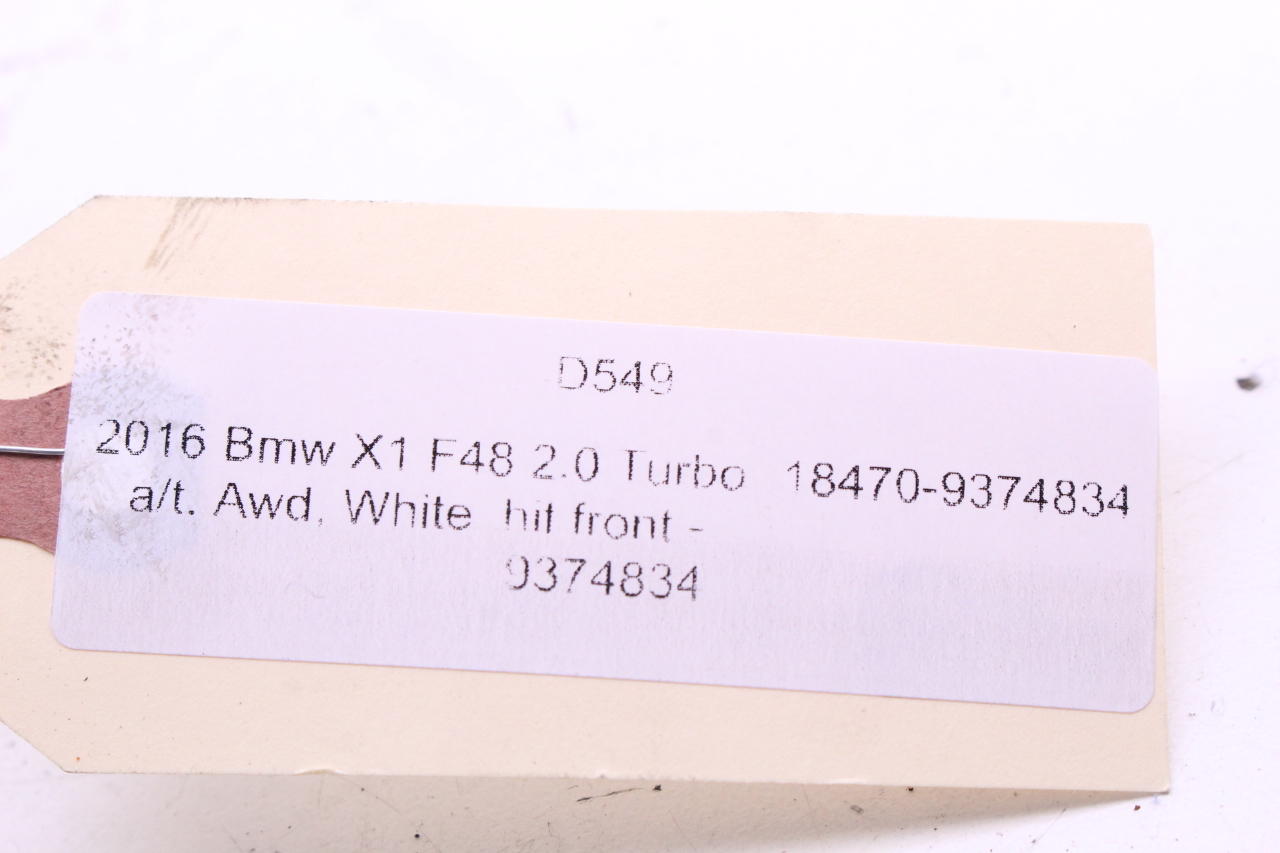 D549
2016 Bmw X1 F48 2.0 Turbo 18470-9374834
a/t. Awd, White hit front -
9374834